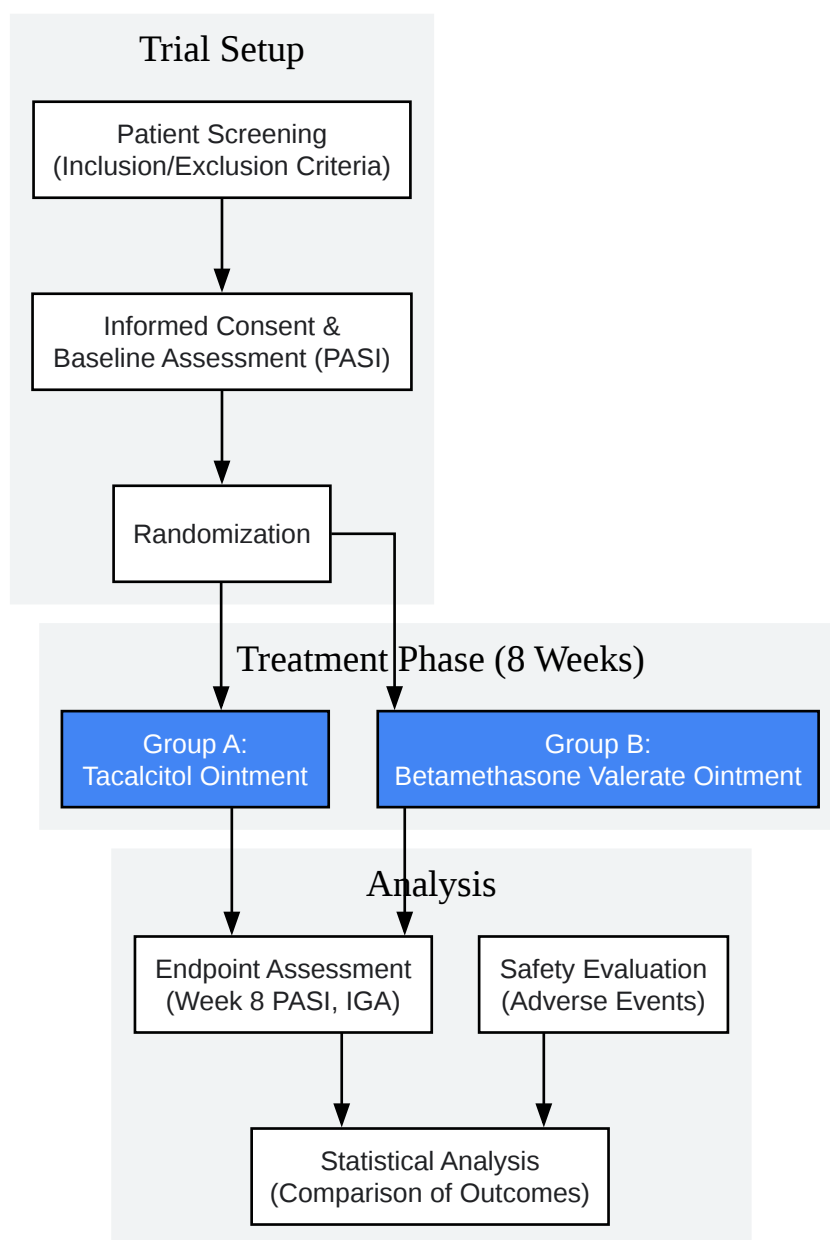 Trial Setup
Patient Screening
(Inclusion/Exclusion Criteria)
Informed Consent &
Baseline Assessment (PASI)
Randomization
Treatment Phase (8 Weeks)
Group A:
Tacalcitol Ointment
Group B:
Betamethasone Valerate Ointment
Analysis
Endpoint Assessment
(Week 8 PASI, IGA)
Safety Evaluation
(Adverse Events)
Statistical Analysis
(Comparison of Outcomes)